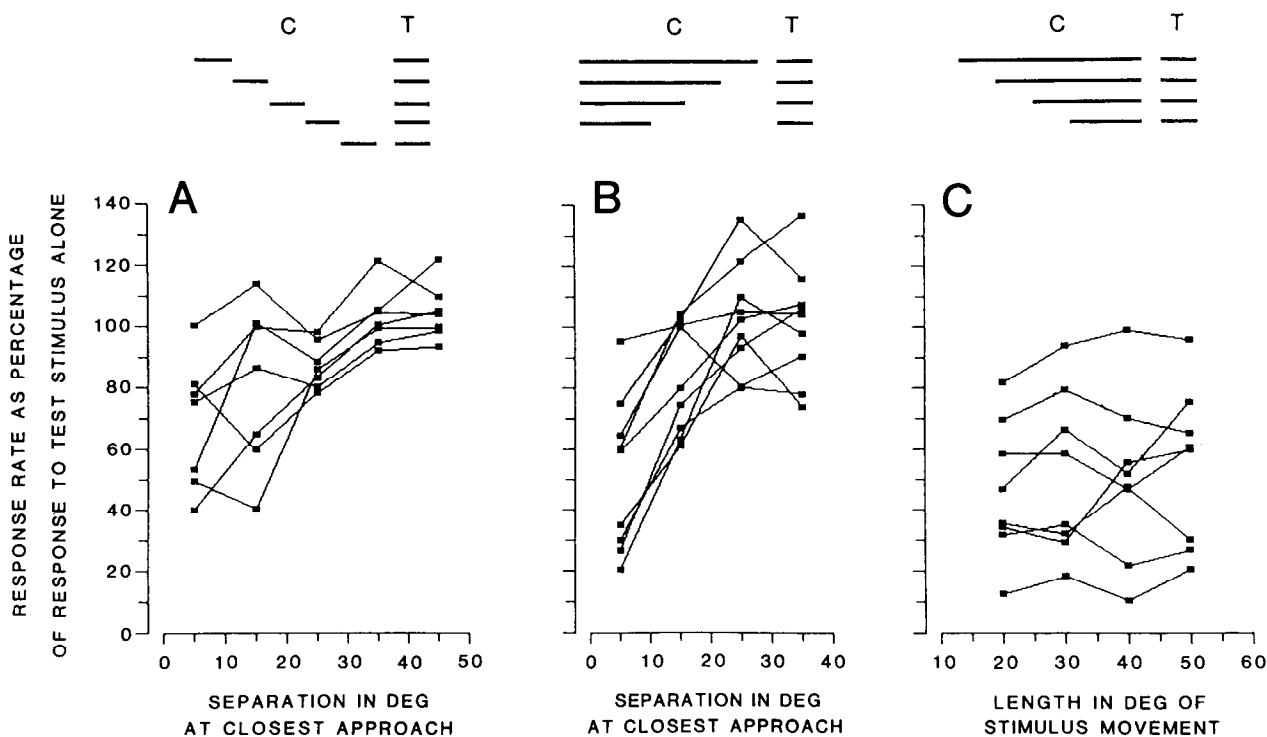 C T
C T
C T
A
B
C
RESPONSE RATE AS PERCENTAGE
OF RESPONSE TO TEST STIMULUS ALONE
140
120
100
80
60
40
20
0
0 10 20 30 40 50
SEPARATION IN DEG
AT CLOSEST APPROACH
0 10 20 30 40
SEPARATION IN DEG
AT CLOSEST APPROACH
10 20 30 40 50 60
LENGTH IN DEG OF
STIMULUS MOVEMENT